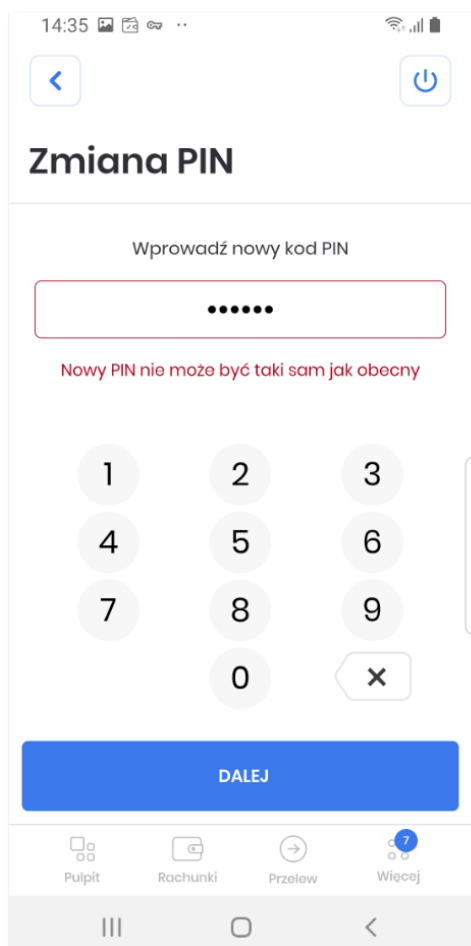 14:35
Zmiana PIN
Wprowadź nowy kod PIN
••••••
Nowy PIN nie może być taki sam jak obecny
1 2 3
4 5 6
7 8 9
0
DALEJ
7
Pulpit Rachunki Przelew Więcej